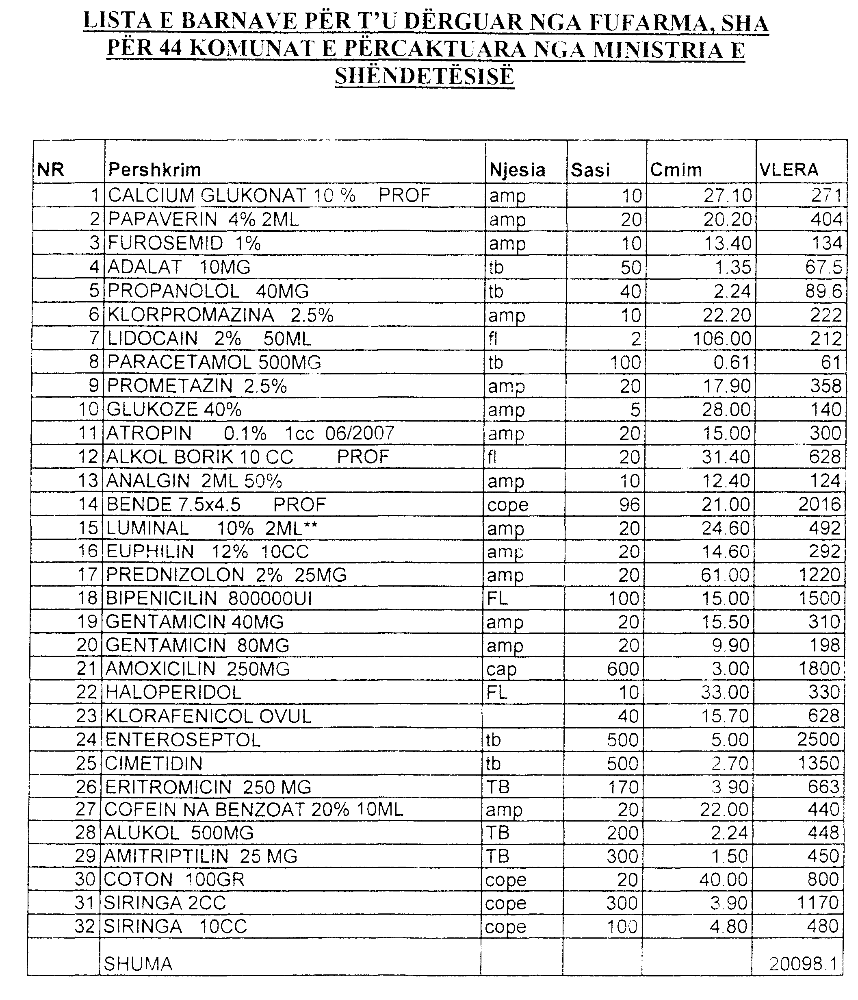 LISTA E BARNAVE PËR T'U DËRGUAR NGA FUFARMA, SHA
PËR 44 KOMUNAT E PËRCAKTUARA NGA MINISTRIA E
SHËNDETËSISË
NR Pershkrim Njesia Sasi Cmim VLERA
1 CALCIUM GLUKONAT 10 % PROF amp 10 27.10 271
2 PAPAVERIN 4% 2ML amp 20 20.20 404
3 FUROSEMID 1% amp 10 13.40 134
4 ADALAT 10MG tb 50 1.35 67.5
5 PROPANOLOL 40MG tb 40 2.24 89.6
6 KLORPROMAZINA 2.5% amp 10 22.20 222
7 LIDOCAIN 2% 50ML fl 2 106.00 212
8 PARACETAMOL 500MG tb 100 0.61 61
9 PROMETAZIN 2.5% amp 20 17.90 358
10 GLUKOZE 40% amp 5 28.00 140
11 ATROPIN 0.1% 1cc 06/2007 amp 20 15.00 300
12 ALKOL BORIK 10 CC PROF fl 20 31.40 628
13 ANALGIN 2ML 50% amp 10 12.40 124
14 BENDE 7.5x4.5 PROF cope 96 21.00 2016
15 LUMINAL 10% 2ML** amp 20 24.60 492
16 EUPHILIN 12% 10CC amp 20 14.60 292
17 PREDNIZOLON 2% 25MG amp 20 61.00 1220
18 BIPENICILIN 800000UI FL 100 15.00 1500
19 GENTAMICIN 40MG amp 20 15.50 310
20 GENTAMICIN 80MG amp 20 9.90 198
21 AMOXICILIN 250MG cap 600 3.00 1800
22 HALOPERIDOL FL 10 33.00 330
23 KLORAFENICOL OVUL 40 15.70 628
24 ENTEROSEPTOL tb 500 5.00 2500
25 CIMETIDIN tb 500 2.70 1350
26 ERITROMICIN 250 MG TB 170 3 90 663
27 COFEIN NA BENZOAT 20% 10ML amp 20 22.00 440
28 ALUKOL 500MG TB 200 2.24 448
29 AMITRIPTILIN 25 MG TB 300 1.50 450
30 COTON 100GR cope 20 40.00 800
31 SIRINGA 2CC cope 300 3.90 1170
32 SIRINGA 10CC cope 100 4.80 480
SHUMA 20098.1